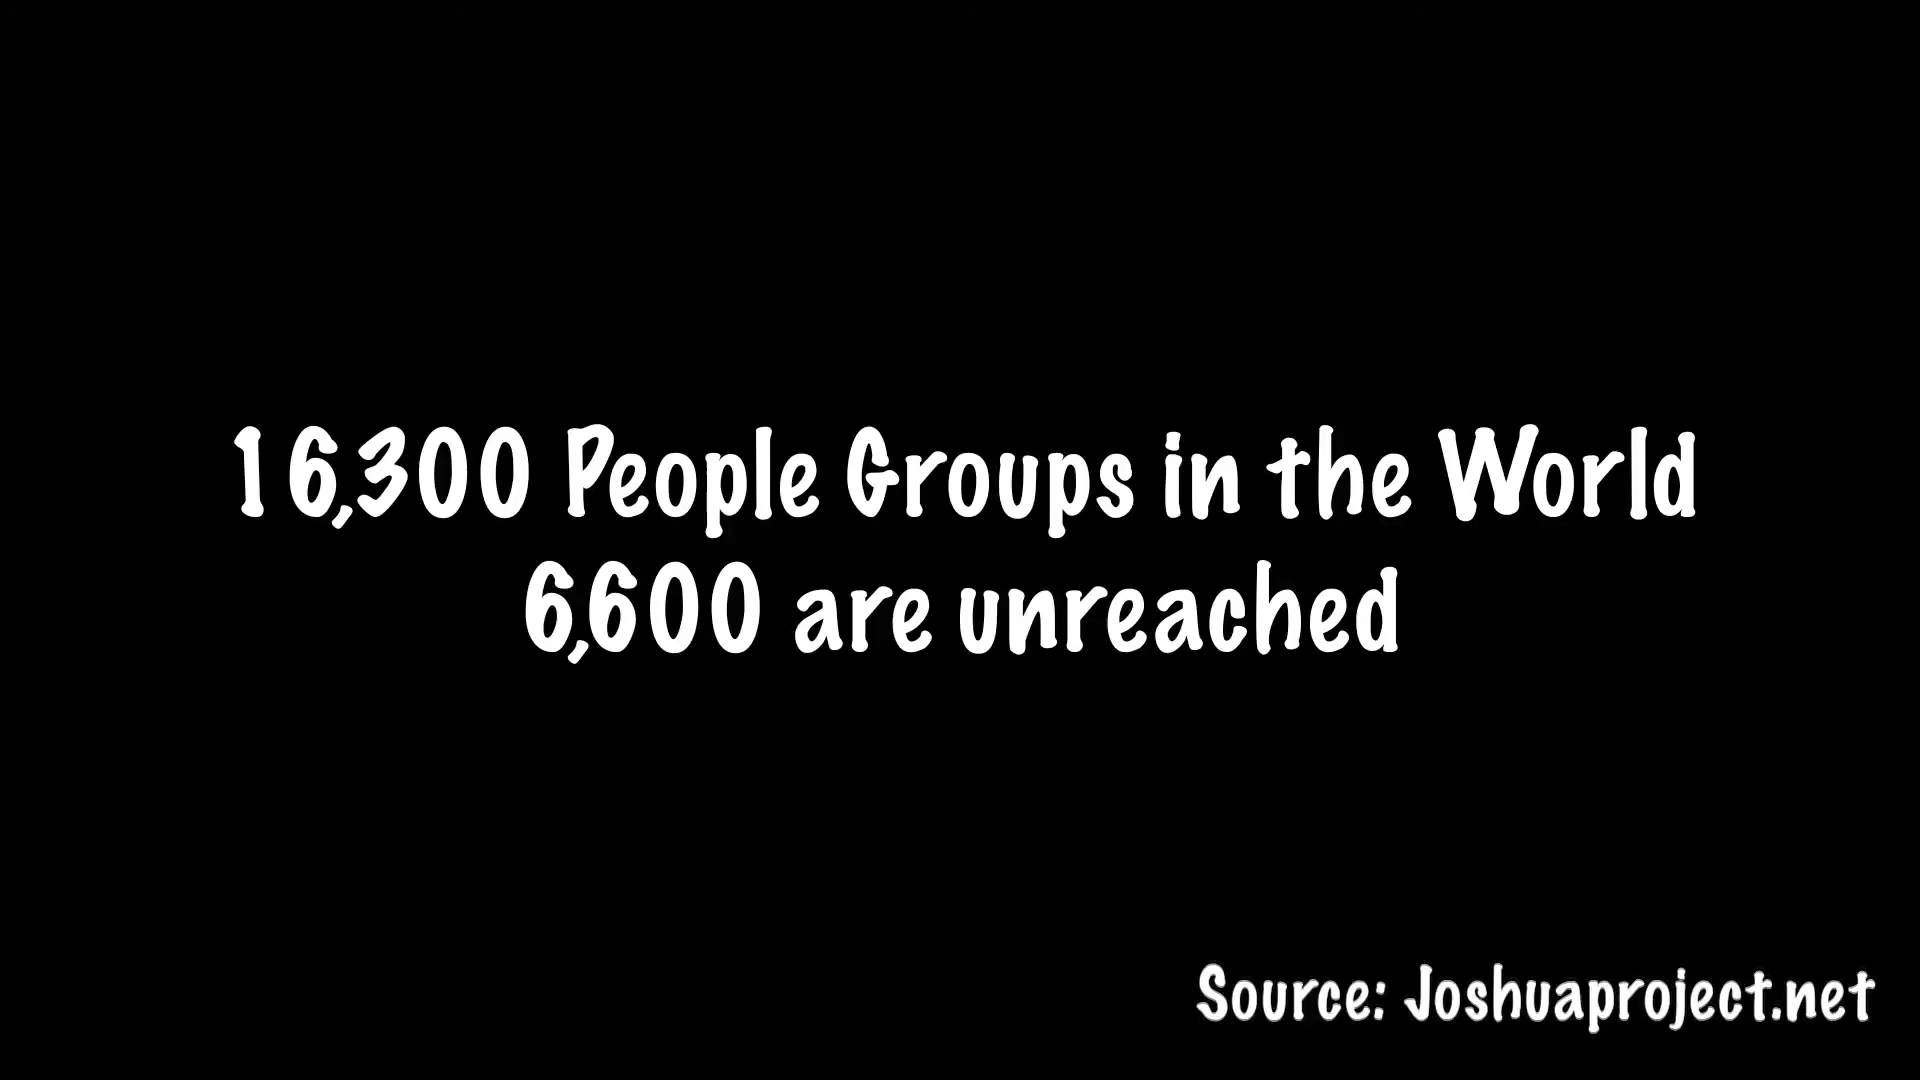 16,300 People Groups in the World
6,600 are unreached
Source: Joshuaproject.net